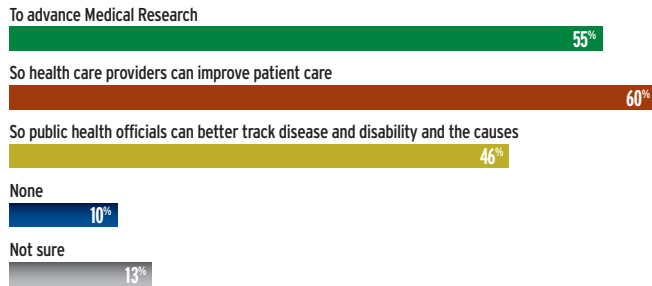 To advance Medical Research
55%
So health care providers can improve patient care
60%
So public health officials can better track disease and disability and the causes
46%
None
10%
Not sure
13%